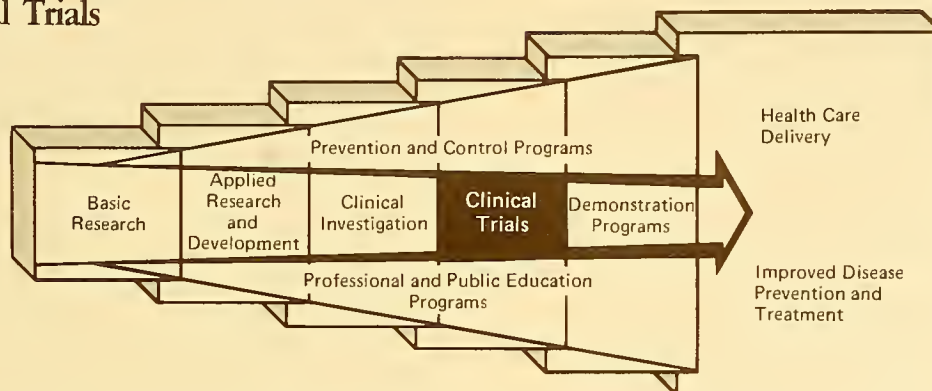 Trials
Prevention and Control Programs
Basic
Research
Applied
Research
and
Development
Clinical
Investigation
Clinical
Trials
Demonstration
Programs
Professional and Public Education
Programs
Health Care
Delivery
Improved Disease
Prevention and
Treatment